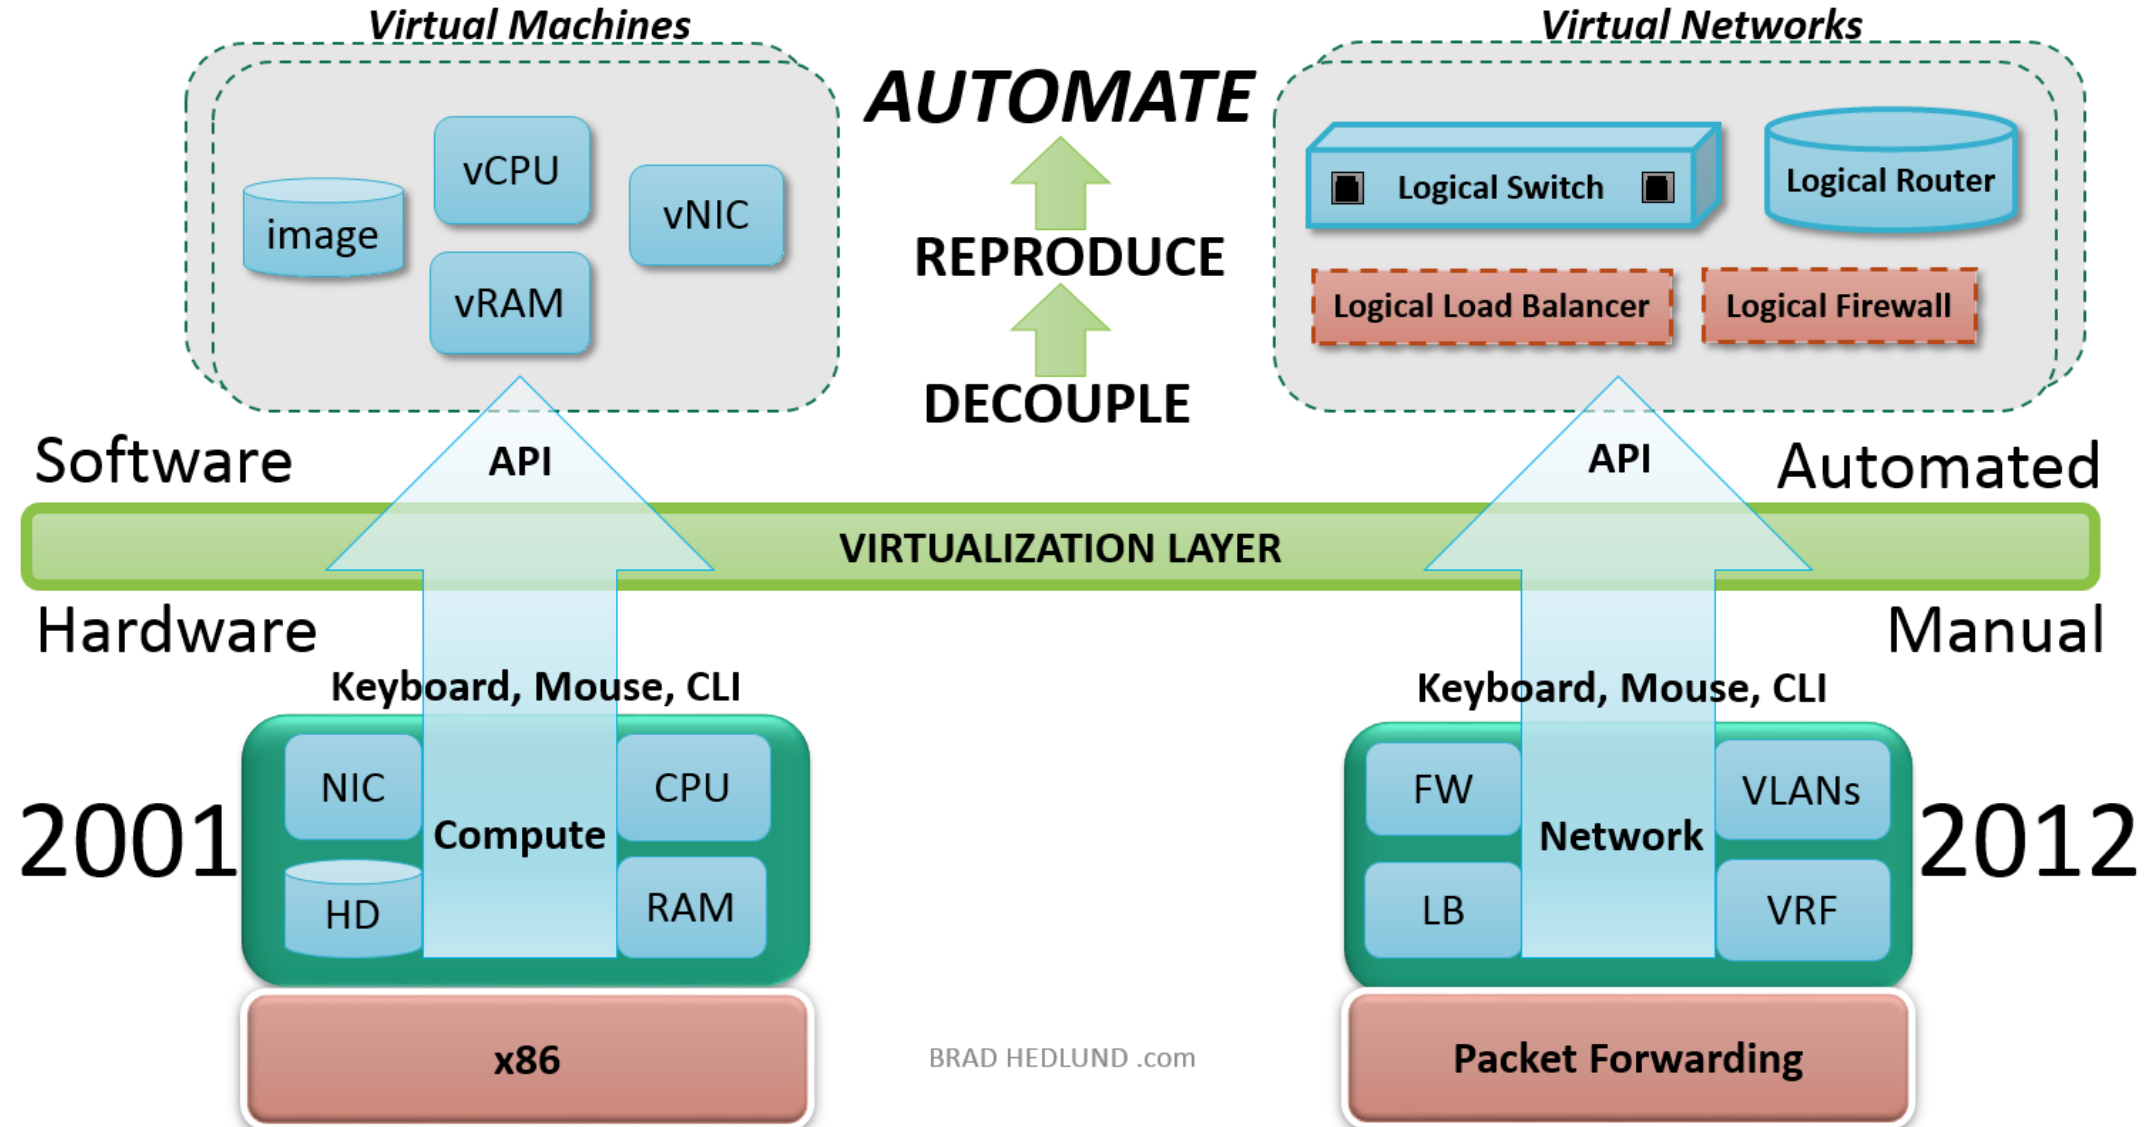 Virtual Machines
Virtual Networks
AUTOMATE
REPRODUCE
DECOUPLE
image
vCPU
vRAM
vNIC
Logical Switch
Logical Router
Logical Load Balancer
Logical Firewall
Software
API
API
Automated
VIRTUALIZATION LAYER
Hardware
Manual
Keyboard, Mouse, CLI
Keyboard, Mouse, CLI
2001
NIC
CPU
Compute
HD
RAM
FW
VLANs
Network
LB
VRF
2012
x86
BRAD HEDLUND .com
Packet Forwarding